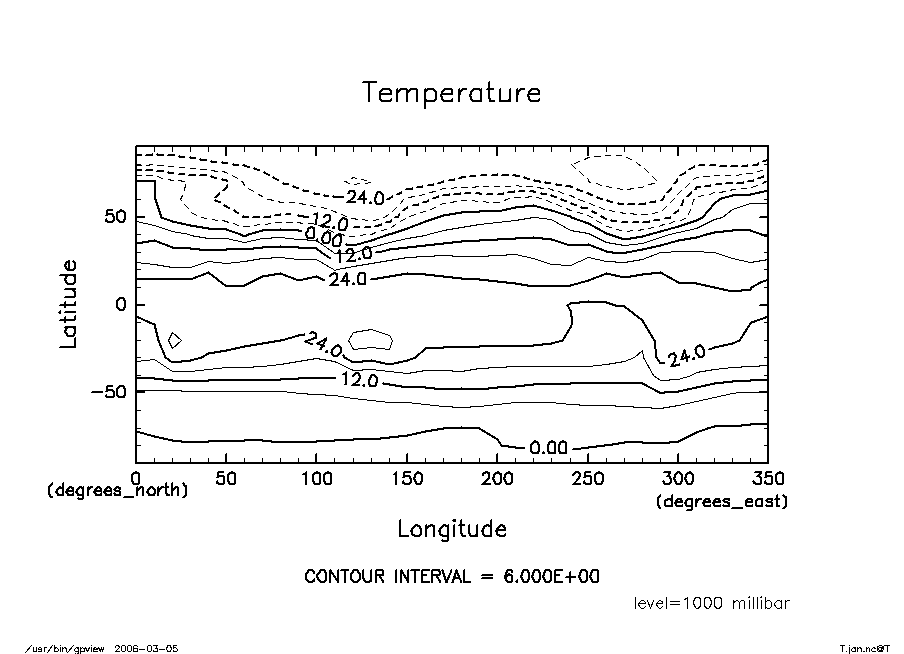 Temperature
−24.0
12.0
0.00
12.0
24.0
24.0
24.0
12.0
0.00
50
0
−50
Latitude
0 50 100 150 200 250 300 350
(degrees_north)
(degrees_east)
Longitude
CONTOUR INTERVAL = 6.000E+00
level=1000 millibar
/usr/bin/gpview 2006−03−05
T.jan.nc@T